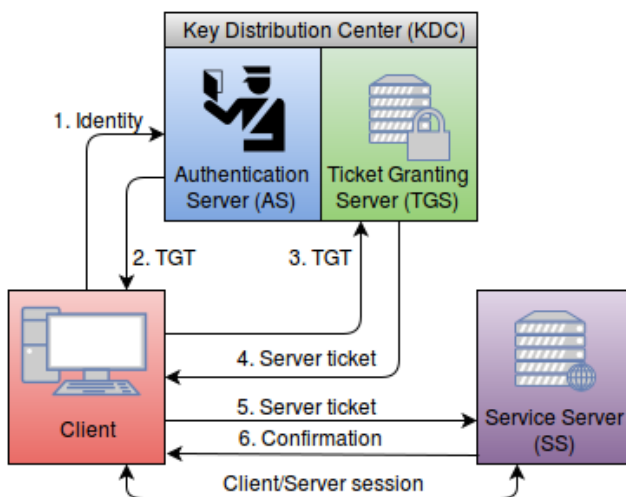 Key Distribution Center (KDC)
1. Identity
Authentication
Server (AS)
Ticket Granting
Server (TGS)
2. TGT
3. TGT
4. Server ticket
5. Server ticket
6. Confirmation
Client
Service Server
(SS)
Client/Server session